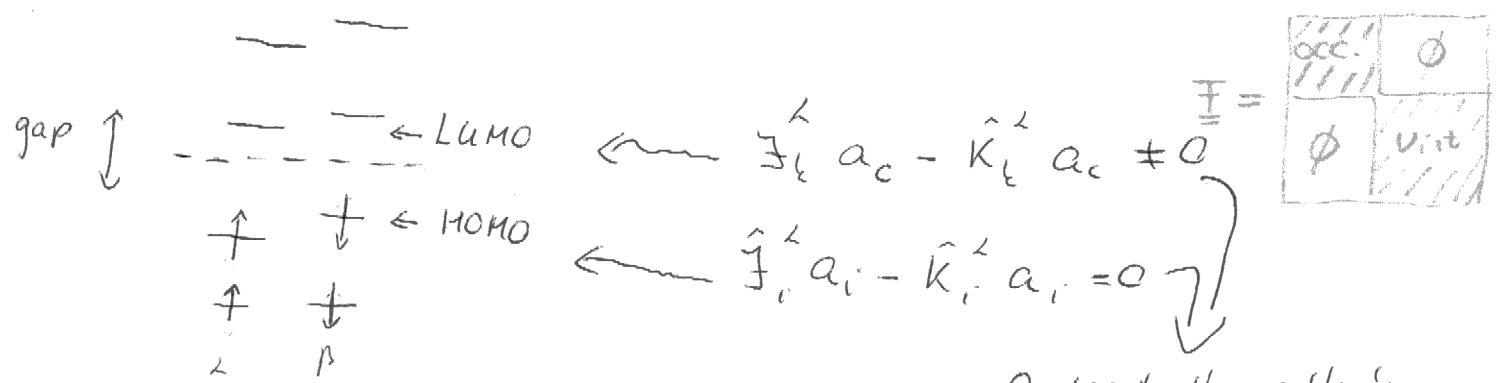 gap
LUMO
HOMO
α β
Ĵ_k^α a_c - K̂_k^α a_c ≠ 0
Ĵ_i^α a_i - K̂_i^α a_i = 0
F =
occ. ∅
∅ virt